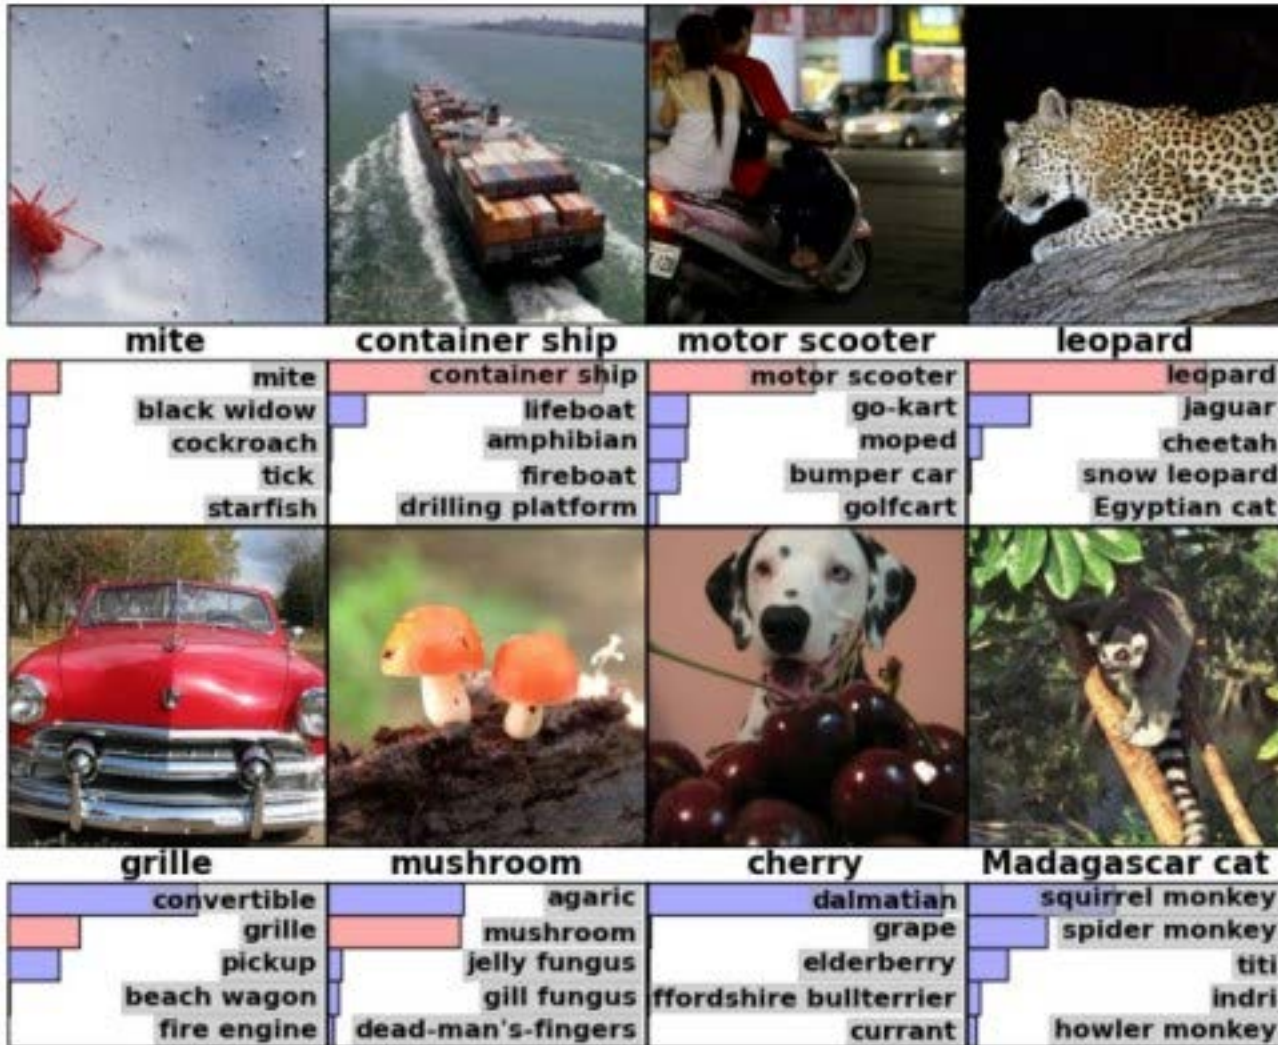 mite
container ship
motor scooter
leopard
mite
black widow
cockroach
tick
starfish
container ship
lifeboat
amphibian
fireboat
drilling platform
motor scooter
go-kart
moped
bumper car
golfcart
leopard
jaguar
cheetah
snow leopard
Egyptian cat
grille
mushroom
cherry
Madagascar cat
convertible
grille
pickup
beach wagon
fire engine
agaric
mushroom
jelly fungus
gill fungus
dead-man's-fingers
dalmatian
grape
elderberry
ffordshire bullterrier
currant
squirrel monkey
spider monkey
titi
indri
howler monkey